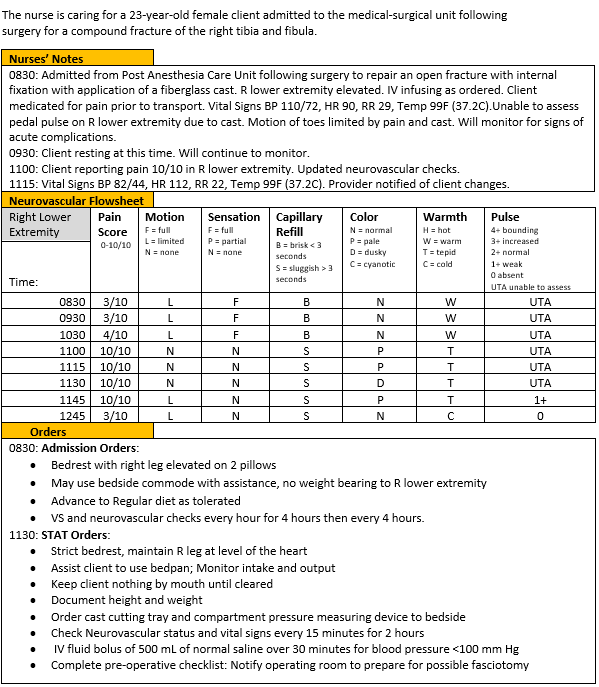 The nurse is caring for a 23-year-old female client admitted to the medical-surgical unit following
surgery for a compound fracture of the right tibia and fibula.
Nurses' Notes
0830: Admitted from Post Anesthesia Care Unit following surgery to repair an open fracture with internal
fixation with application of a fiberglass cast. R lower extremity elevated. IV infusing as ordered. Client
medicated for pain prior to transport. Vital Signs BP 110/72, HR 90, RR 29, Temp 99F (37.2C).Unable to assess
pedal pulse on R lower extremity due to cast. Motion of toes limited by pain and cast. Will monitor for signs of
acute complications.
0930: Client resting at this time. Will continue to monitor.
1100: Client reporting pain 10/10 in R lower extremity. Updated neurovascular checks.
1115: Vital Signs BP 82/44, HR 112, RR 22, Temp 99F (37.2C). Provider notified of client changes.
Neurovascular Flowsheet
Right Lower Extremity Time: | Pain Score 0-10/10 | Motion F = full L = limited N = none | Sensation F = full P = partial N = none | Capillary Refill B = brisk < 3 seconds S = sluggish > 3 seconds | Color N = normal P = pale D = dusky C = cyanotic | Warmth H = hot W = warm T = tepid C = cold | Pulse 4+ bounding 3+ increased 2+ normal 1+ weak 0 absent UTA unable to assess
0830 3/10 L F B N W UTA
0930 3/10 L F B N W UTA
1030 4/10 L F B N W UTA
1100 10/10 N N S P T UTA
1115 10/10 N N S P T UTA
1130 10/10 N N S D T UTA
1145 10/10 L N S P T 1+
1245 3/10 L N S N C 0
Orders
0830: Admission Orders:
• Bedrest with right leg elevated on 2 pillows
• May use bedside commode with assistance, no weight bearing to R lower extremity
• Advance to Regular diet as tolerated
• VS and neurovascular checks every hour for 4 hours then every 4 hours.
1130: STAT Orders:
• Strict bedrest, maintain R leg at level of the heart
• Assist client to use bedpan; Monitor intake and output
• Keep client nothing by mouth until cleared
• Document height and weight
• Order cast cutting tray and compartment pressure measuring device to bedside
• Check Neurovascular status and vital signs every 15 minutes for 2 hours
• IV fluid bolus of 500 mL of normal saline over 30 minutes for blood pressure <100 mm Hg
• Complete pre-operative checklist: Notify operating room to prepare for possible fasciotomy